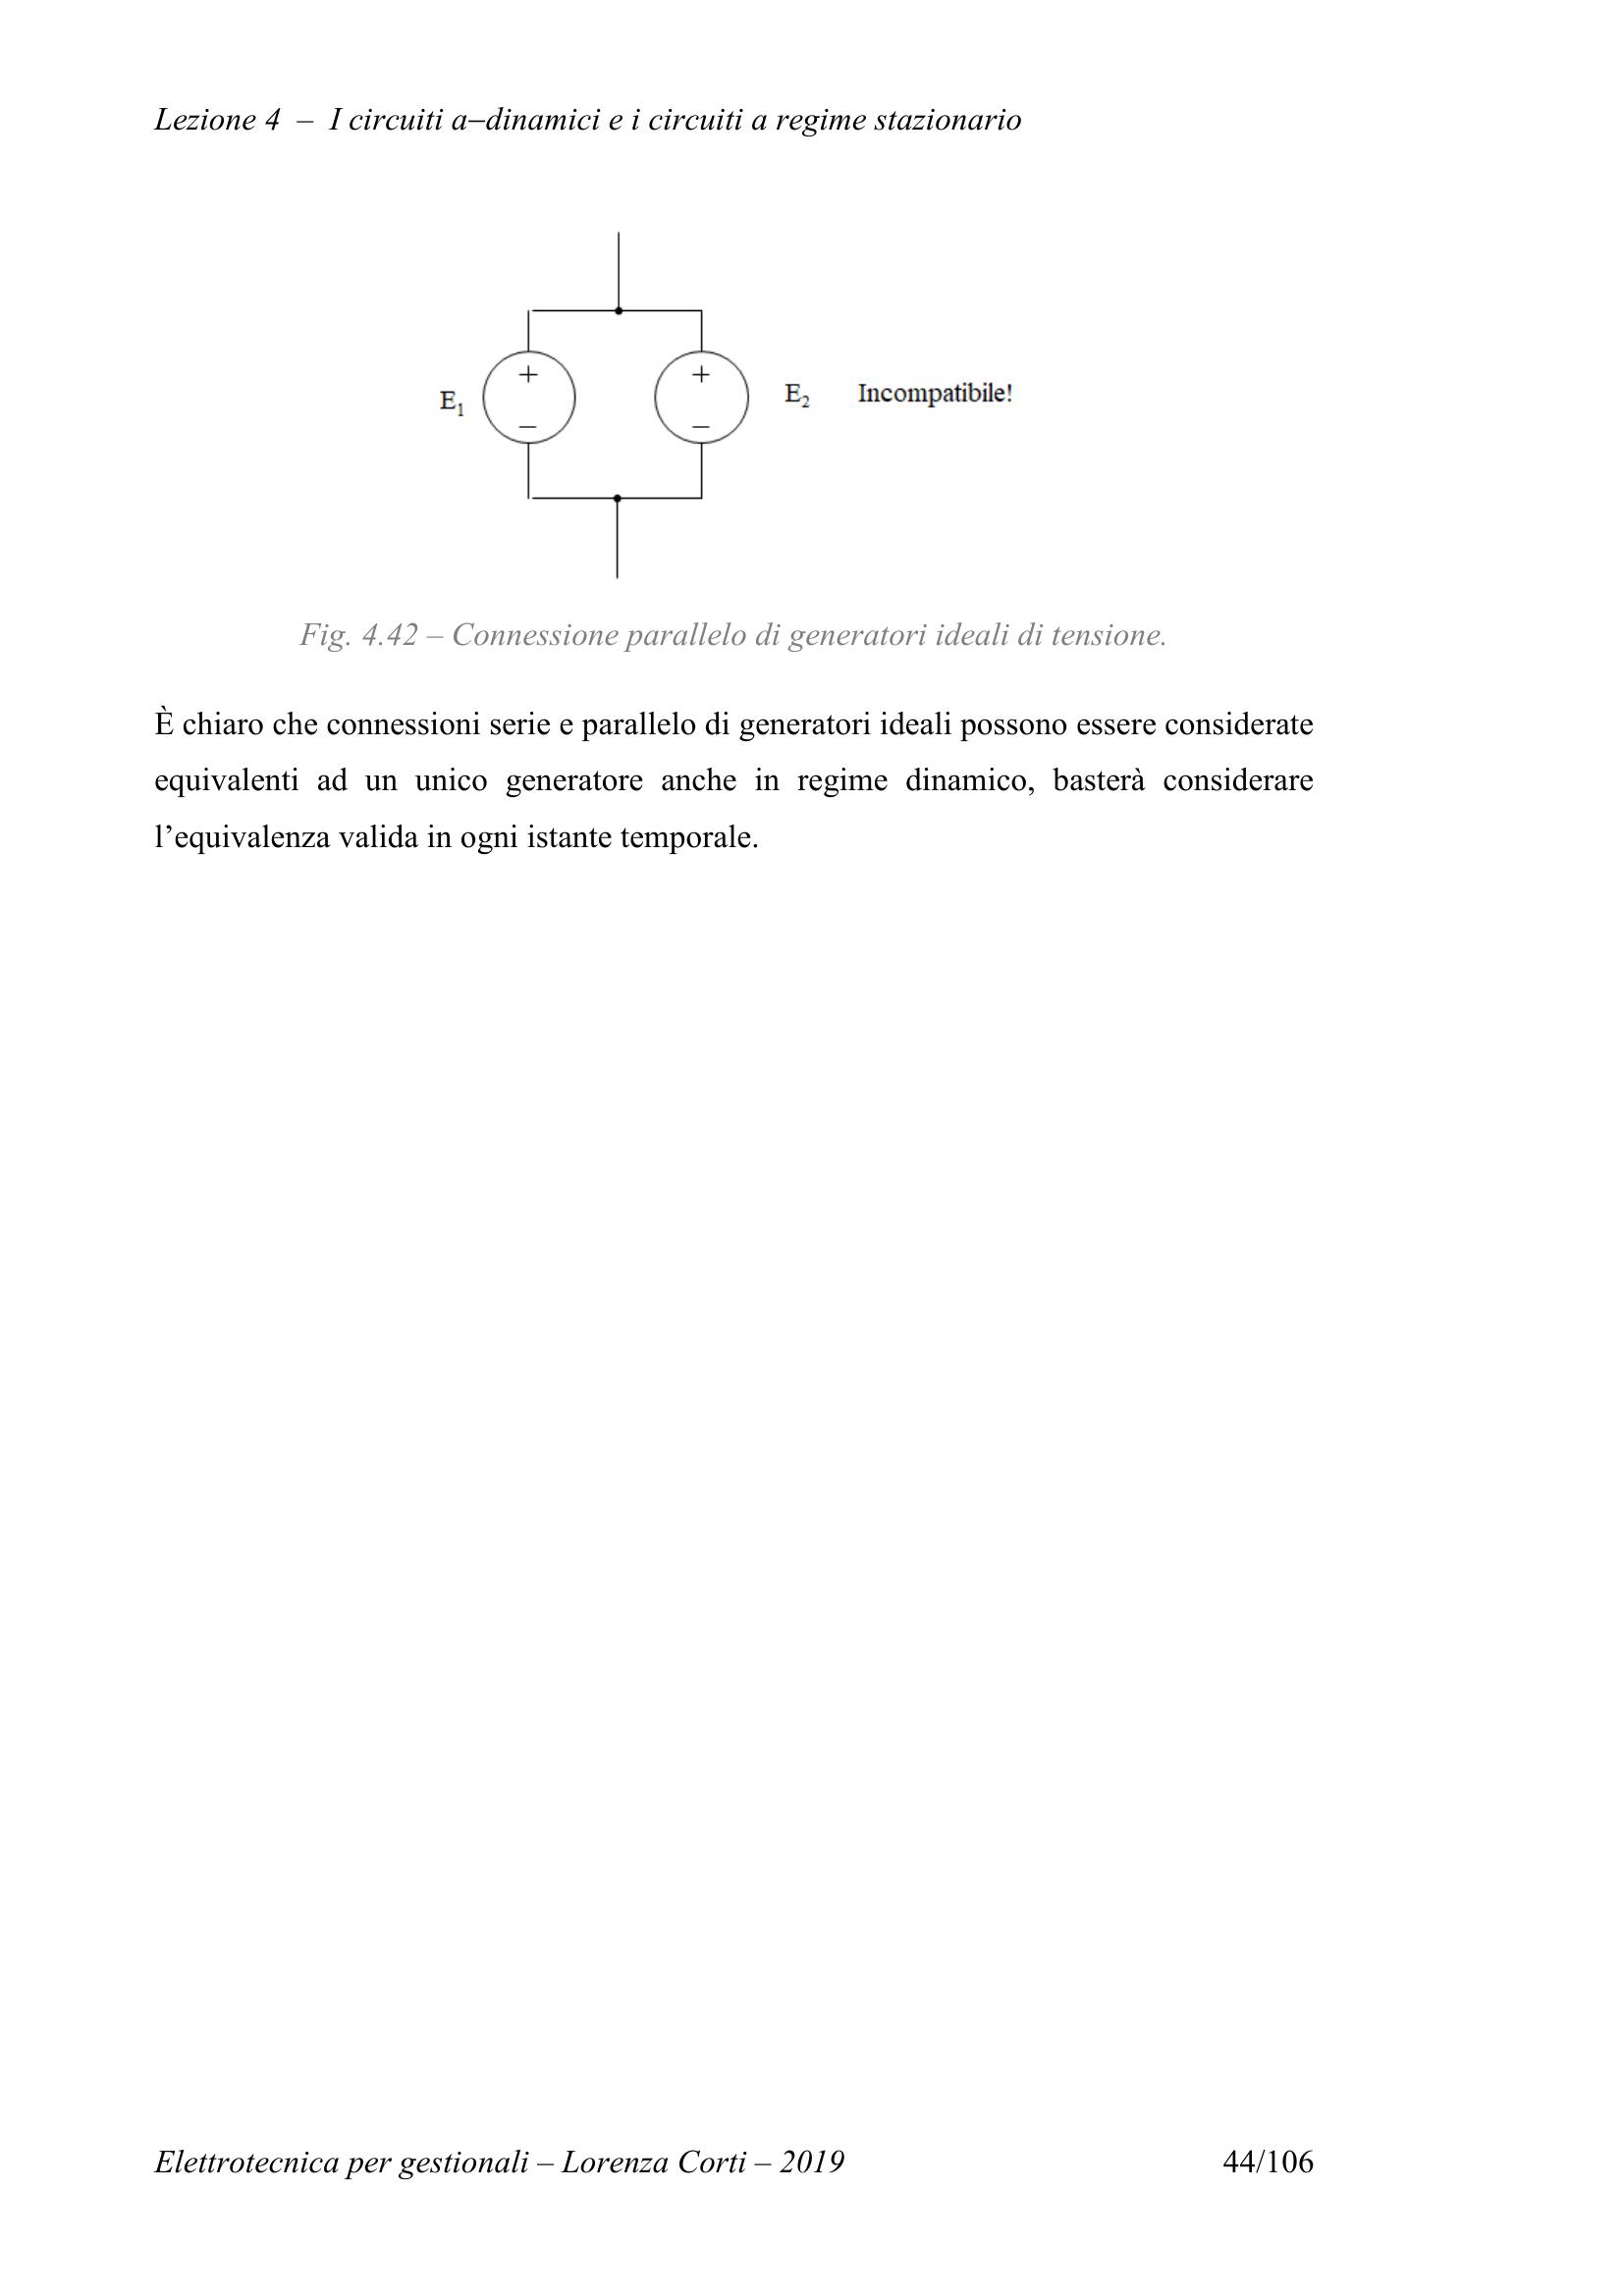 Lezione 4 – I circuiti a–dinamici e i circuiti a regime stazionario
+ +
E1 E2 Incompatibile!
– –
Fig. 4.42 – Connessione parallelo di generatori ideali di tensione.
È chiaro che connessioni serie e parallelo di generatori ideali possono essere considerate
equivalenti ad un unico generatore anche in regime dinamico, basterà considerare
l’equivalenza valida in ogni istante temporale.
Elettrotecnica per gestionali – Lorenza Corti – 2019 44/106